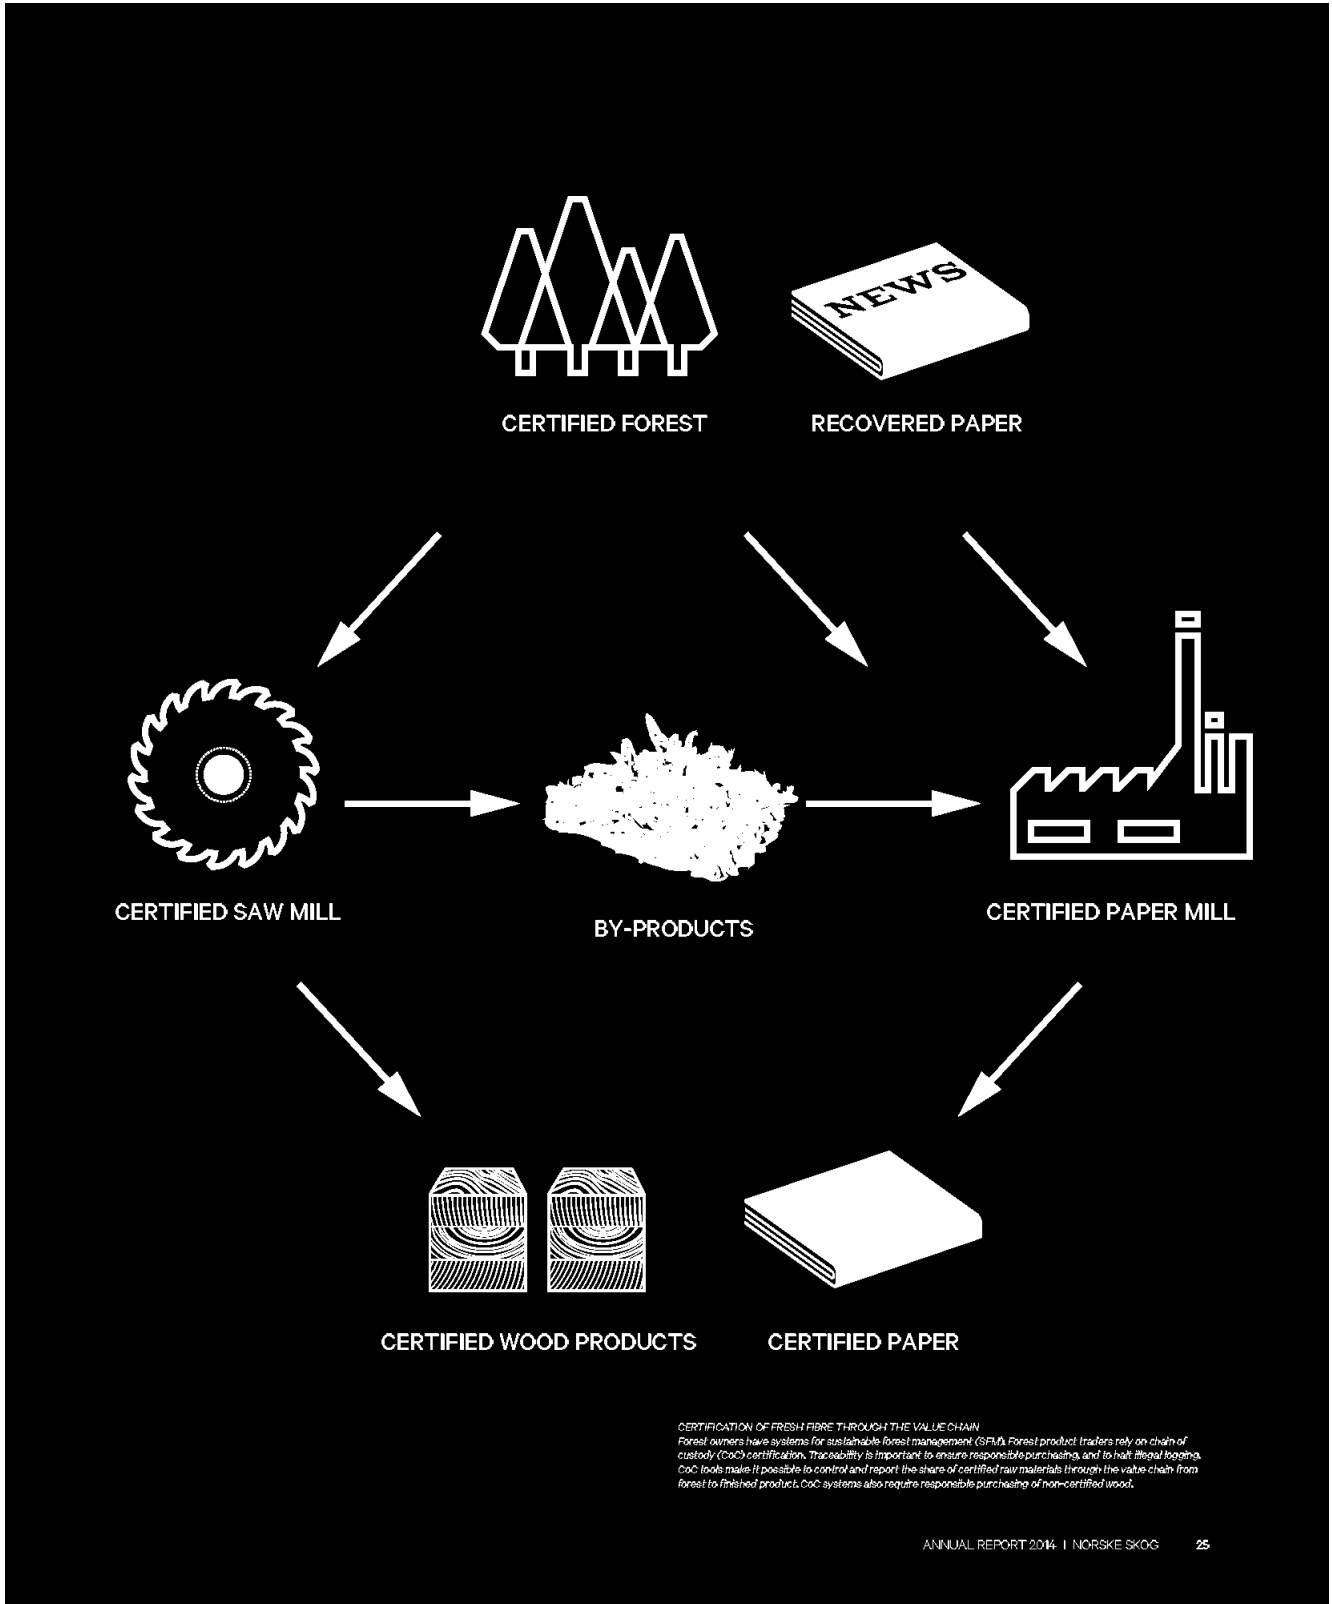 NEWS
CERTIFIED FOREST
RECOVERED PAPER
CERTIFIED SAW MILL
BY-PRODUCTS
CERTIFIED PAPER MILL
CERTIFIED WOOD PRODUCTS
CERTIFIED PAPER
CERTIFICATION OF FRESH FIBRE THROUGH THE VALUE CHAIN
Forest owners have systems for sustainable forest management (SFM). Forest product traders rely on chain of
custody (CoC) certification. Traceability is important to ensure responsible purchasing, and to halt illegal logging.
CoC tools make it possible to control and report the share of certified raw materials through the value chain from
forest to finished product. CoC systems also require responsible purchasing of non-certified wood.
ANNUAL REPORT 2014 | NORSKE SKOG 25